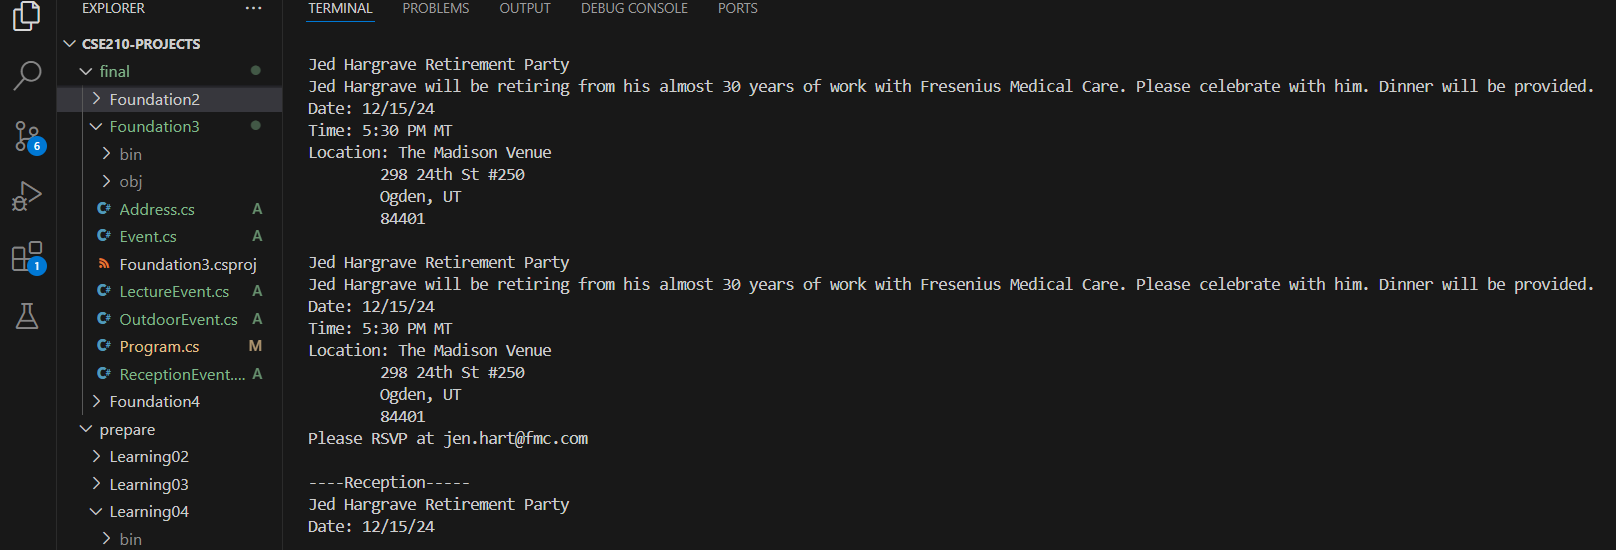 EXPLORER ···
CSE210-PROJECTS
final
Foundation2
Foundation3
bin
obj
Address.cs A
Event.cs A
Foundation3.csproj
LectureEvent.cs A
OutdoorEvent.cs A
Program.cs M
ReceptionEvent.... A
Foundation4
prepare
Learning02
Learning03
Learning04
bin
6
1
TERMINAL PROBLEMS OUTPUT DEBUG CONSOLE PORTS
Jed Hargrave Retirement Party
Jed Hargrave will be retiring from his almost 30 years of work with Fresenius Medical Care. Please celebrate with him. Dinner will be provided.
Date: 12/15/24
Time: 5:30 PM MT
Location: The Madison Venue
298 24th St #250
Ogden, UT
84401
Jed Hargrave Retirement Party
Jed Hargrave will be retiring from his almost 30 years of work with Fresenius Medical Care. Please celebrate with him. Dinner will be provided.
Date: 12/15/24
Time: 5:30 PM MT
Location: The Madison Venue
298 24th St #250
Ogden, UT
84401
Please RSVP at jen.hart@fmc.com
----Reception-----
Jed Hargrave Retirement Party
Date: 12/15/24